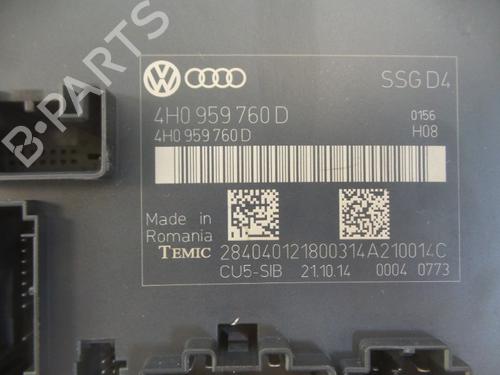 B-PARTS
SSG D4
4H0 959 760 D
4H0 959 760 D
0156
H08
Made in
Romania
TEMIC 284040121800314A210014C
CU5-SIB 21.10.14 0004 0773